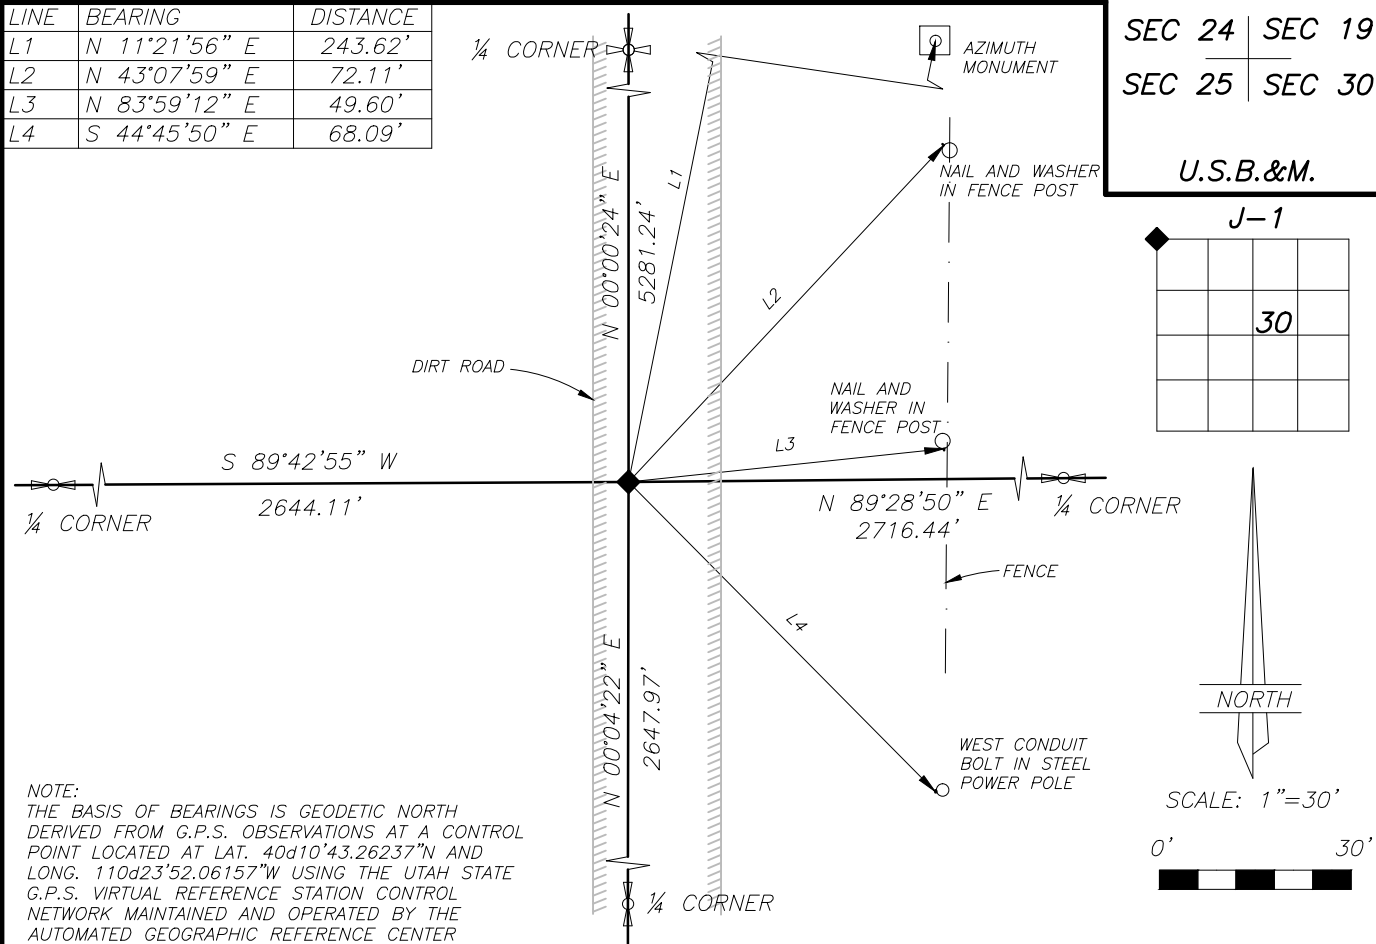 LINE BEARING DISTANCE
L1 N 11°21'56" E 243.62'
L2 N 43°07'59" E 72.11'
L3 N 83°59'12" E 49.60'
L4 S 44°45'50" E 68.09'
¼ CORNER
AZIMUTH
MONUMENT
SEC 24 SEC 19
SEC 25 SEC 30
U.S.B.&M.
L1
NAIL AND WASHER
IN FENCE POST
N 00°00'24" E
5281.24'
J-1
30
L2
DIRT ROAD
NAIL AND
WASHER IN
FENCE POST
L3
S 89°42'55" W
2644.11'
¼ CORNER
N 89°28'50" E
2716.44'
¼ CORNER
FENCE
L4
N 00°04'22" E
2647.97'
NORTH
WEST CONDUIT
BOLT IN STEEL
POWER POLE
SCALE: 1"=30'
0' 30'
NOTE:
THE BASIS OF BEARINGS IS GEODETIC NORTH
DERIVED FROM G.P.S. OBSERVATIONS AT A CONTROL
POINT LOCATED AT LAT. 40d10'43.26237"N AND
LONG. 110d23'52.06157"W USING THE UTAH STATE
G.P.S. VIRTUAL REFERENCE STATION CONTROL
NETWORK MAINTAINED AND OPERATED BY THE
AUTOMATED GEOGRAPHIC REFERENCE CENTER
¼ CORNER